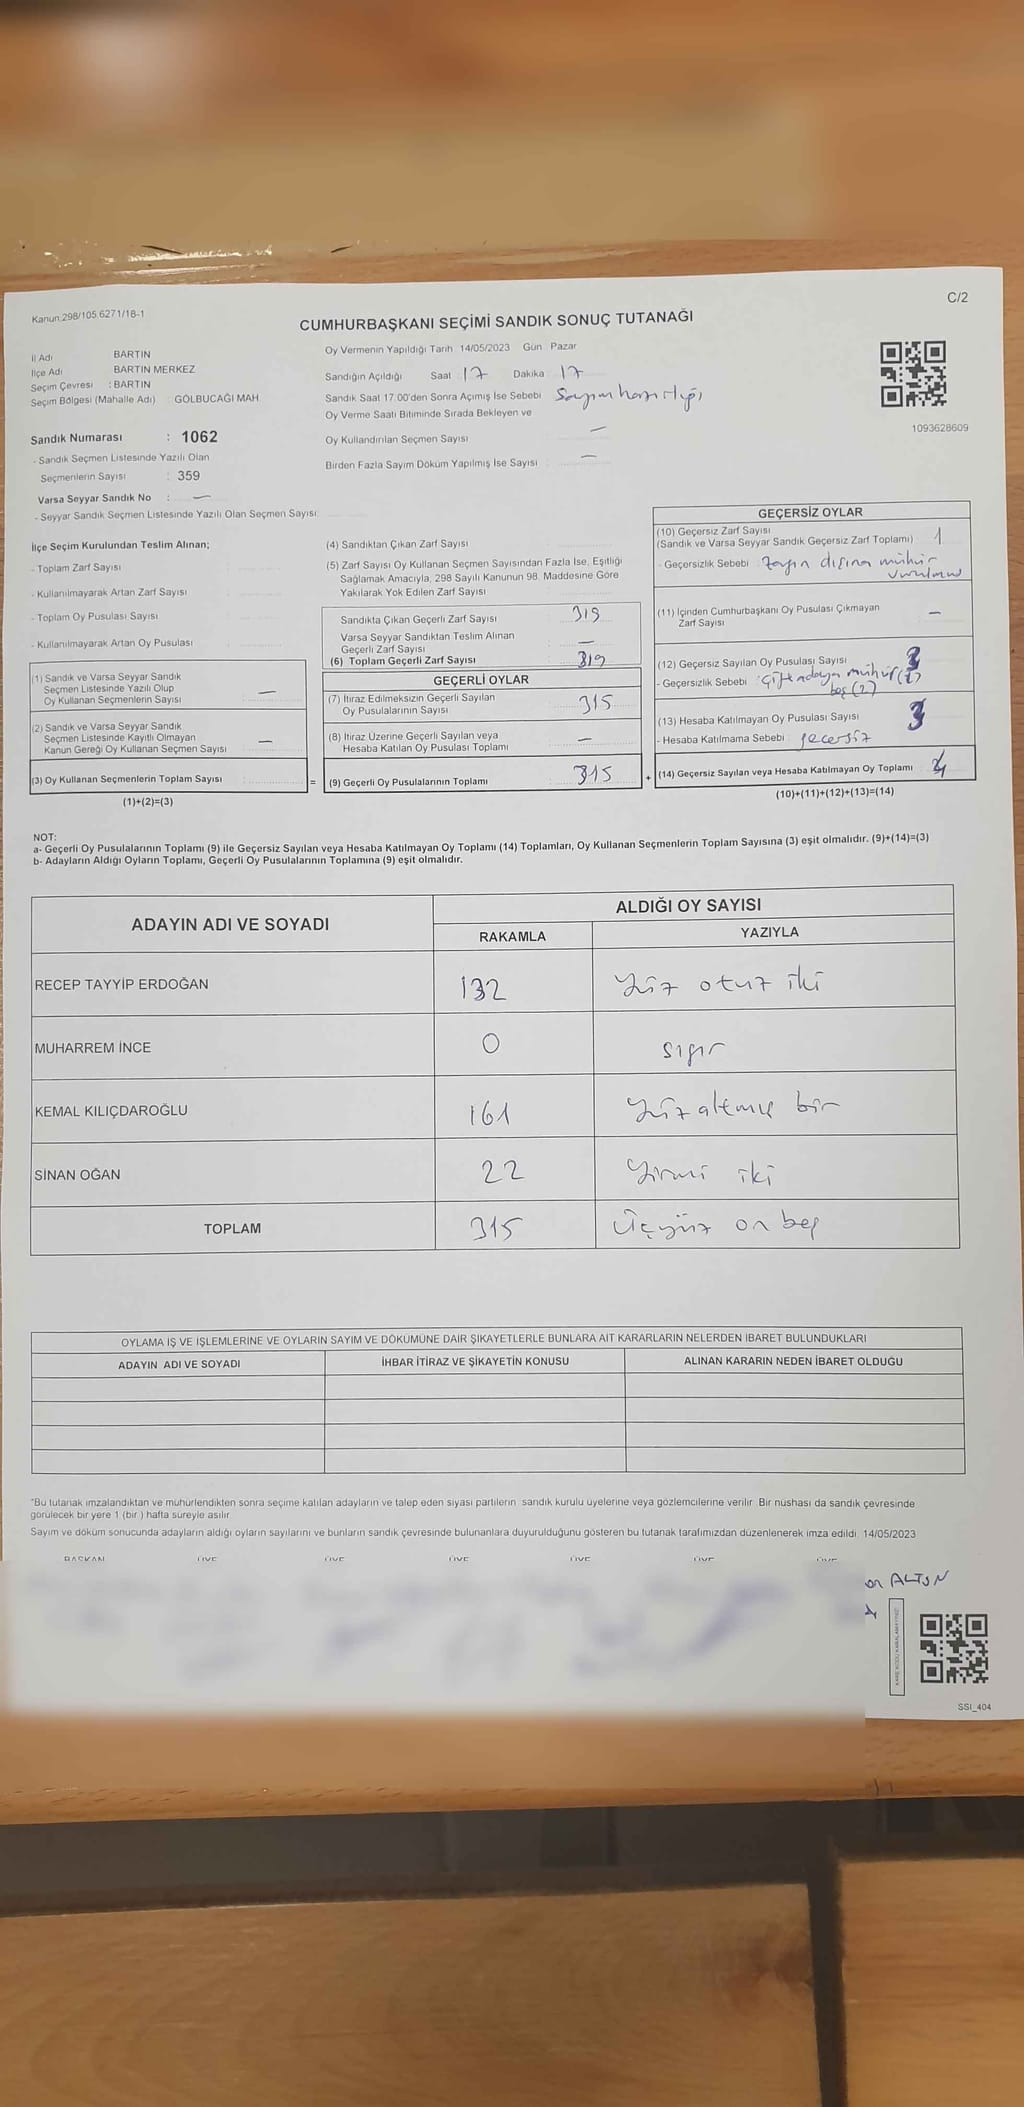 Kanun:298/105 6271/18-1
C/2
CUMHURBAŞKANI SEÇİMİ SANDIK SONUÇ TUTANAĞI
İl Adı BARTIN
İlçe Adı BARTIN MERKEZ
Seçim Çevresi : BARTIN
Seçim Bölgesi (Mahalle Adı) : GÖLBUCAĞI MAH.
Sandık Numarası : 1062
- Sandık Seçmen Listesinde Yazılı Olan
Seçmenlerin Sayısı : 359
Varsa Seyyar Sandık No : —
- Seyyar Sandık Seçmen Listesinde Yazılı Olan Seçmen Sayısı:
Oy Vermenin Yapıldığı Tarih 14/05/2023 Gün Pazar
Sandığın Açıldığı Saat 17 Dakika 17
Sandık Saat 17.00'den Sonra Açımış İse Sebebi Sayım hazırlığı
Oy Verme Saati Bitiminde Sırada Bekleyen ve
Oy Kullandırılan Seçmen Sayısı —
Birden Fazla Sayım Döküm Yapılmış İse Sayısı —
1093628609
İlçe Seçim Kurulundan Teslim Alınan;
- Toplam Zarf Sayısı
- Kullanılmayarak Artan Zarf Sayısı
- Toplam Oy Pusulası Sayısı
- Kullanılmayarak Artan Oy Pusulası
(1) Sandık ve Varsa Seyyar Sandık
Seçmen Listesinde Yazılı Olup
Oy Kullanan Seçmenlerin Sayısı —
(2) Sandık ve Varsa Seyyar Sandık
Seçmen Listesinde Kayıtlı Olmayan
Kanun Gereği Oy Kullanan Seçmen Sayısı —
(3) Oy Kullanan Seçmenlerin Toplam Sayısı
(1)+(2)=(3)
=
(4) Sandıktan Çıkan Zarf Sayısı
(5) Zarf Sayısı Oy Kullanan Seçmen Sayısından Fazla İse, Eşitliği
Sağlamak Amacıyla, 298 Sayılı Kanunun 98. Maddesine Göre
Yakılarak Yok Edilen Zarf Sayısı
Sandıkta Çıkan Geçerli Zarf Sayısı 319
Varsa Seyyar Sandıktan Teslim Alınan
Geçerli Zarf Sayısı —
(6) Toplam Geçerli Zarf Sayısı 319
GEÇERLİ OYLAR
(7) İtiraz Edilmeksizin Geçerli Sayılan
Oy Pusulalarının Sayısı 315
(8) İtiraz Üzerine Geçerli Sayılan veya
Hesaba Katılan Oy Pusulası Toplamı —
(9) Geçerli Oy Pusulalarının Toplamı 315
+
GEÇERSİZ OYLAR
(10) Geçersiz Zarf Sayısı
(Sandık ve Varsa Seyyar Sandık Geçersiz Zarf Toplamı) 1
- Geçersizlik Sebebi dışına mühür
(11) İçinden Cumhurbaşkanı Oy Pusulası Çıkmayan
Zarf Sayısı —
(12) Geçersiz Sayılan Oy Pusulası Sayısı 3
- Geçersizlik Sebebi Çift adaya mühür
boş (2)
(13) Hesaba Katılmayan Oy Pusulası Sayısı 3
- Hesaba Katılmama Sebebi geçersiz
(14) Geçersiz Sayılan veya Hesaba Katılmayan Oy Toplamı 4
(10)+(11)+(12)+(13)=(14)
NOT:
a- Geçerli Oy Pusulalarının Toplamı (9) ile Geçersiz Sayılan veya Hesaba Katılmayan Oy Toplamı (14) Toplamları, Oy Kullanan Seçmenlerin Toplam Sayısına (3) eşit olmalıdır. (9)+(14)=(3)
b- Adayların Aldığı Oyların Toplamı, Geçerli Oy Pusulalarının Toplamına (9) eşit olmalıdır.
ADAYIN ADI VE SOYADI ALDIĞI OY SAYISI
RAKAMLA YAZIYLA
RECEP TAYYİP ERDOĞAN 132 Yüz otuz iki
MUHARREM İNCE 0 sıfır
KEMAL KILIÇDAROĞLU 161 Yüz altmış bir
SİNAN OĞAN 22 Yirmi iki
TOPLAM 315 Üçyüz on beş
OYLAMA İŞ VE İŞLEMLERİNE VE OYLARIN SAYIM VE DÖKÜMÜNE DAİR ŞİKAYETLERLE BUNLARA AİT KARARLARIN NELERDEN İBARET BULUNDUKLARI
ADAYIN ADI VE SOYADI İHBAR İTİRAZ VE ŞİKAYETİN KONUSU ALINAN KARARIN NEDEN İBARET OLDUĞU
*Bu tutanak imzalandıktan ve mühürlendikten sonra seçime katılan adayların ve talep eden siyasi partilerin sandık kurulu üyelerine veya gözlemcilerine verilir. Bir nüshası da sandık çevresinde
görülecek bir yere 1 (bir) hafta süreyle asılır.
Sayım ve döküm sonucunda adayların aldığı oyların sayılarını ve bunların sandık çevresinde bulunanlara duyurulduğunu gösteren bu tutanak tarafımızdan düzenlenerek imza edildi. 14/05/2023
BAŞKAN ÜYE ÜYE ÜYE ÜYE ÜYE ÜYE
ALTUN
SSI_404